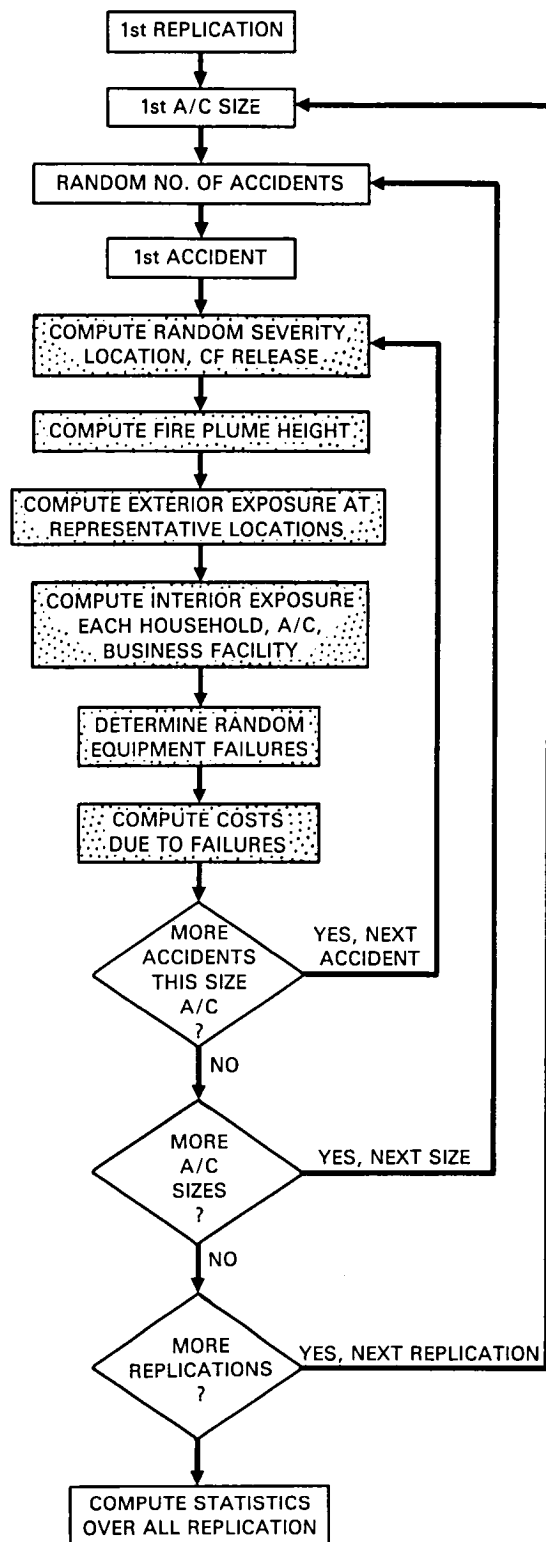 1st REPLICATION
1st A/C SIZE
RANDOM NO. OF ACCIDENTS
1st ACCIDENT
COMPUTE RANDOM SEVERITY,
LOCATION, CF RELEASE
COMPUTE FIRE PLUME HEIGHT
COMPUTE EXTERIOR EXPOSURE AT
REPRESENTATIVE LOCATIONS
COMPUTE INTERIOR EXPOSURE
EACH HOUSEHOLD, A/C,
BUSINESS FACILITY
DETERMINE RANDOM
EQUIPMENT FAILURES
COMPUTE COSTS
DUE TO FAILURES
MORE
ACCIDENTS
THIS SIZE
A/C
?
YES, NEXT
ACCIDENT
NO
MORE
A/C
SIZES
?
YES, NEXT SIZE
NO
MORE
REPLICATIONS
?
YES, NEXT REPLICATION
COMPUTE STATISTICS
OVER ALL REPLICATION